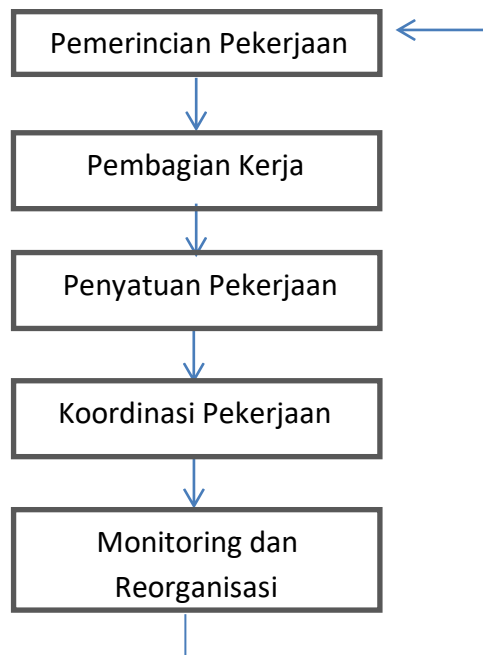 Pemerincian Pekerjaan
Pembagian Kerja
Penyatuan Pekerjaan
Koordinasi Pekerjaan
Monitoring dan
Reorganisasi